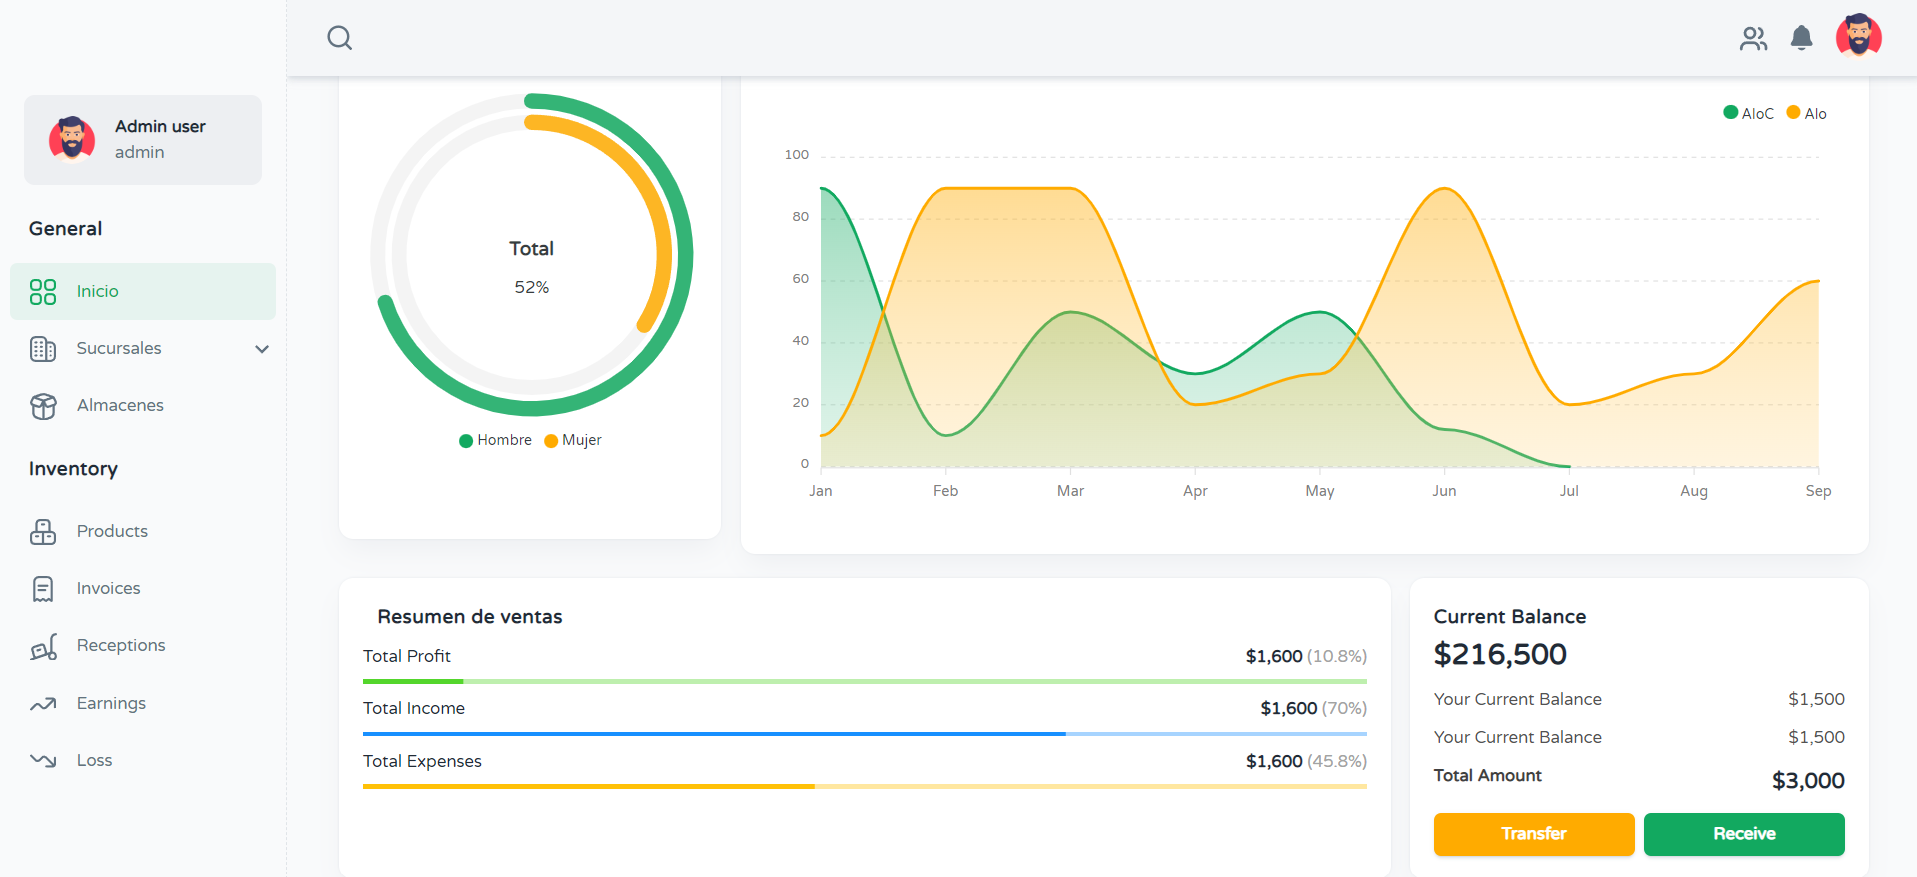 Admin user
admin
General
Inicio
Sucursales
Almacenes
Inventory
Products
Invoices
Receptions
Earnings
Loss
Total
52%
Hombre Mujer
AloC Alo
100
80
60
40
20
0
Jan Feb Mar Apr May Jun Jul Aug Sep
Resumen de ventas
Total Profit $1,600 (10.8%)
Total Income $1,600 (70%)
Total Expenses $1,600 (45.8%)
Current Balance
$216,500
Your Current Balance $1,500
Your Current Balance $1,500
Total Amount $3,000
Transfer Receive